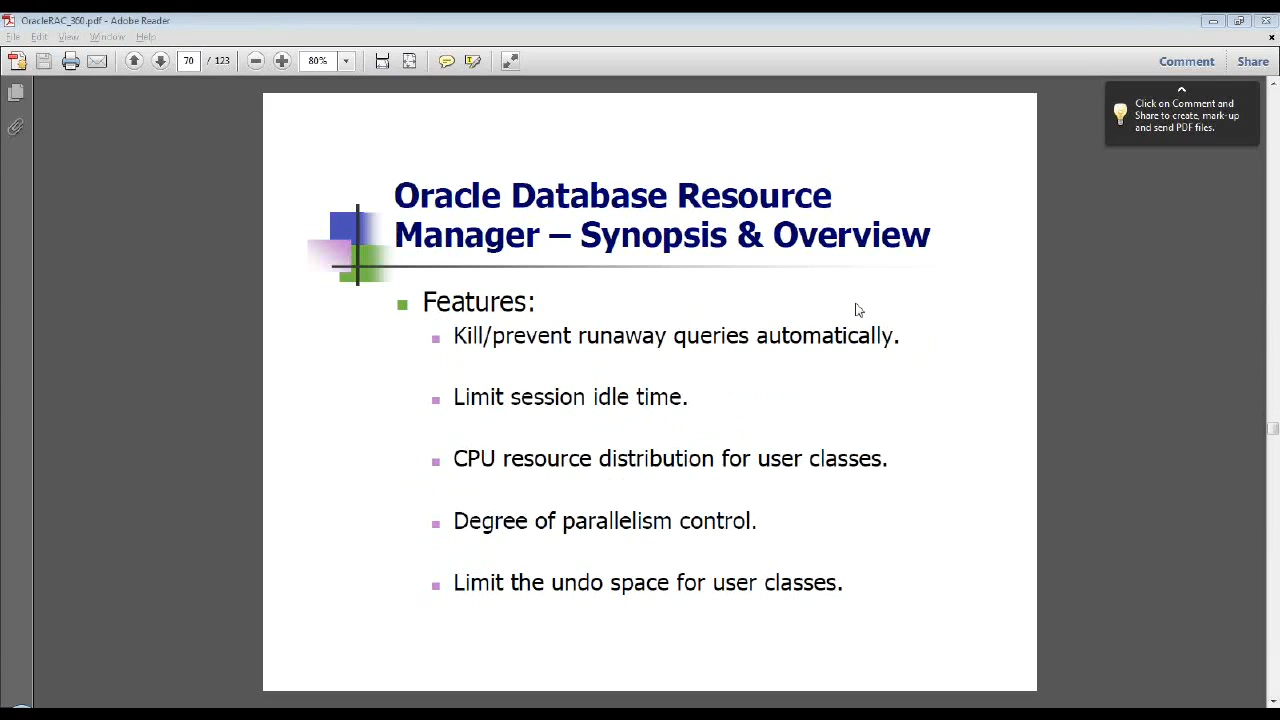 OracleRAC_360.pdf - Adobe Reader
File Edit View Window Help
70 / 123 80% Comment Share
Click on Comment and
Share to create, mark-up
and send PDF files.
Oracle Database Resource
Manager – Synopsis & Overview
Features:
Kill/prevent runaway queries automatically.
Limit session idle time.
CPU resource distribution for user classes.
Degree of parallelism control.
Limit the undo space for user classes.